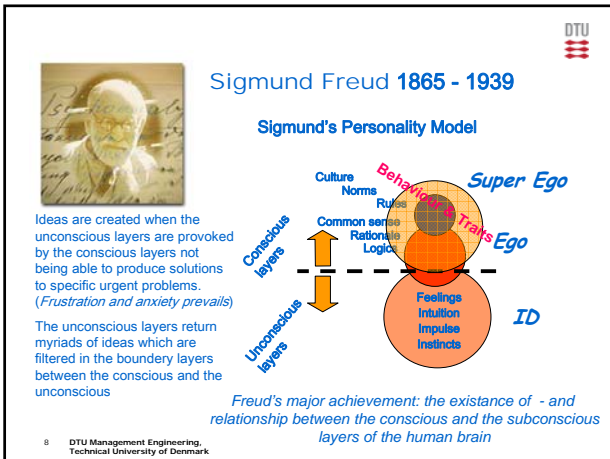 DTU
Sigmund Freud 1865 - 1939
Sigmund's Personality Model
Culture
Norms
Rules
Common sense
Rationale
Logics
Behaviour & Traits
Super Ego
Ego
Conscious
layers
Unconscious
layers
Feelings
Intuition
Impulse
Instincts
ID
Ideas are created when the
unconscious layers are provoked
by the conscious layers not
being able to produce solutions
to specific urgent problems.
(Frustration and anxiety prevails)
The unconscious layers return
myriads of ideas which are
filtered in the boundery layers
between the conscious and the
unconscious
Freud's major achievement: the existance of - and
relationship between the conscious and the subconscious
layers of the human brain
8 DTU Management Engineering,
Technical University of Denmark